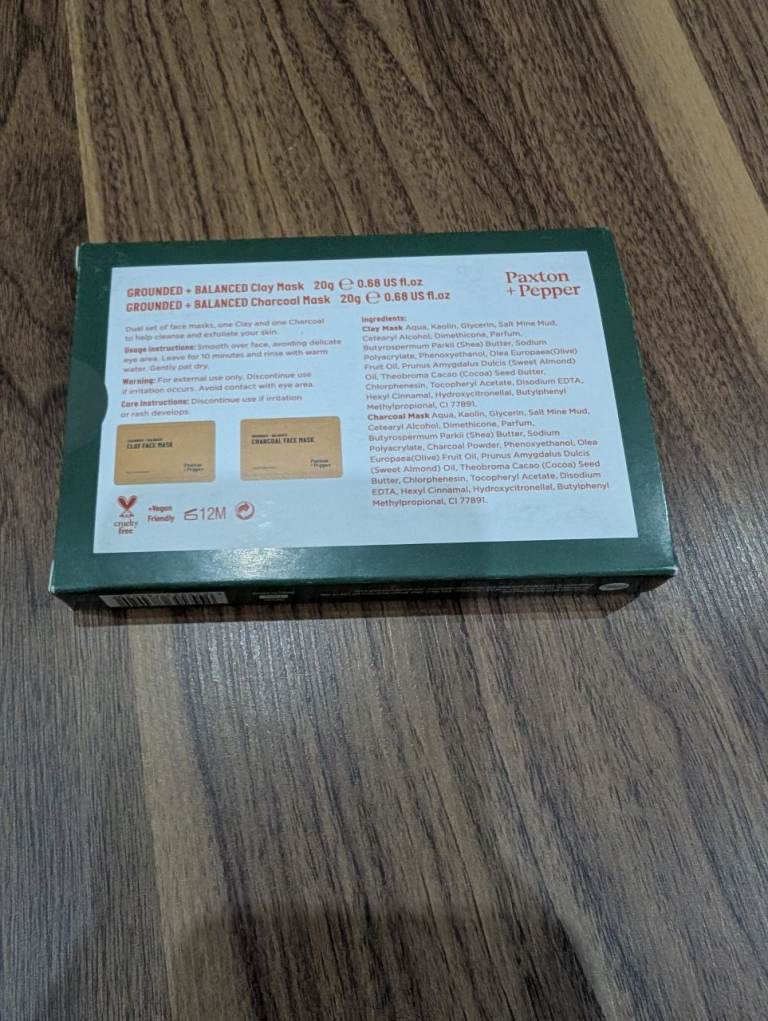 GROUNDED + BALANCED Clay Mask 20g ℮ 0.68 US fl.oz
GROUNDED + BALANCED Charcoal Mask 20g ℮ 0.68 US fl.oz
Paxton
+ Pepper
Dual set of face masks, one Clay and one Charcoal
to help cleanse and exfoliate your skin.
Usage instructions: Smooth over face, avoiding delicate
eye area. Leave for 10 minutes and rinse with warm
water. Gently pat dry.
Warning: For external use only. Discontinue use
if irritation occurs. Avoid contact with eye area.
Care Instructions: Discontinue use if irritation
or rash develops.
CLAY FACE MASK
Paxton
+ Pepper
CHARCOAL FACE MASK
Paxton
+ Pepper
cruelty
free
+Vegan
Friendly
12M
Ingredients:
Clay Mask Aqua, Kaolin, Glycerin, Salt Mine Mud,
Cetearyl Alcohol, Dimethicone, Parfum,
Butyrospermum Parkii (Shea) Butter, Sodium
Polyacrylate, Phenoxyethanol, Olea Europaea(Olive)
Fruit Oil, Prunus Amygdalus Dulcis (Sweet Almond)
Oil, Theobroma Cacao (Cocoa) Seed Butter,
Chlorphenesin, Tocopheryl Acetate, Disodium EDTA,
Hexyl Cinnamal, Hydroxycitronellal, Butylphenyl
Methylpropional, CI 77891.
Charcoal Mask Aqua, Kaolin, Glycerin, Salt Mine Mud,
Cetearyl Alcohol, Dimethicone, Parfum,
Butyrospermum Parkii (Shea) Butter, Sodium
Polyacrylate, Charcoal Powder, Phenoxyethanol, Olea
Europaea(Olive) Fruit Oil, Prunus Amygdalus Dulcis
(Sweet Almond) Oil, Theobroma Cacao (Cocoa) Seed
Butter, Chlorphenesin, Tocopheryl Acetate, Disodium
EDTA, Hexyl Cinnamal, Hydroxycitronellal, Butylphenyl
Methylpropional, CI 77891.